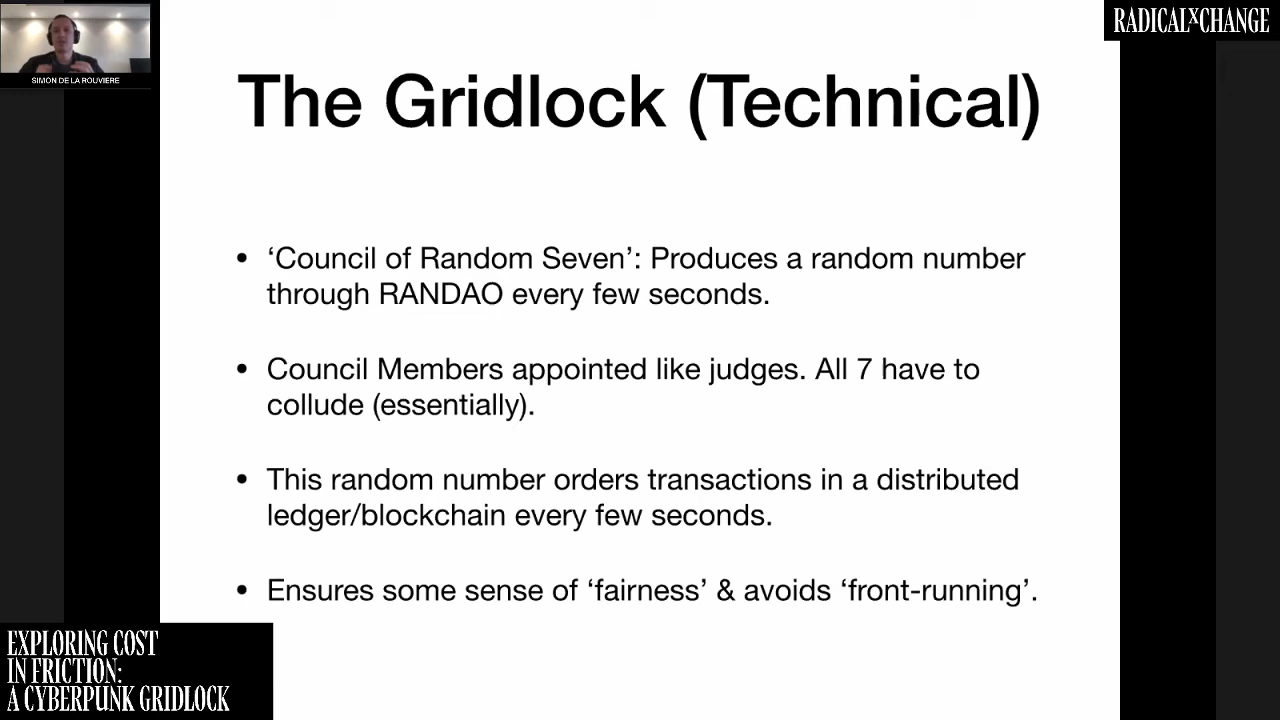 SIMON DE LA ROUVIERE
RADICALXCHANGE
The Gridlock (Technical)
• ‘Council of Random Seven’: Produces a random number
through RANDAO every few seconds.
• Council Members appointed like judges. All 7 have to
collude (essentially).
• This random number orders transactions in a distributed
ledger/blockchain every few seconds.
• Ensures some sense of ‘fairness’ & avoids ‘front-running’.
EXPLORING COST
IN FRICTION:
A CYBERPUNK GRIDLOCK